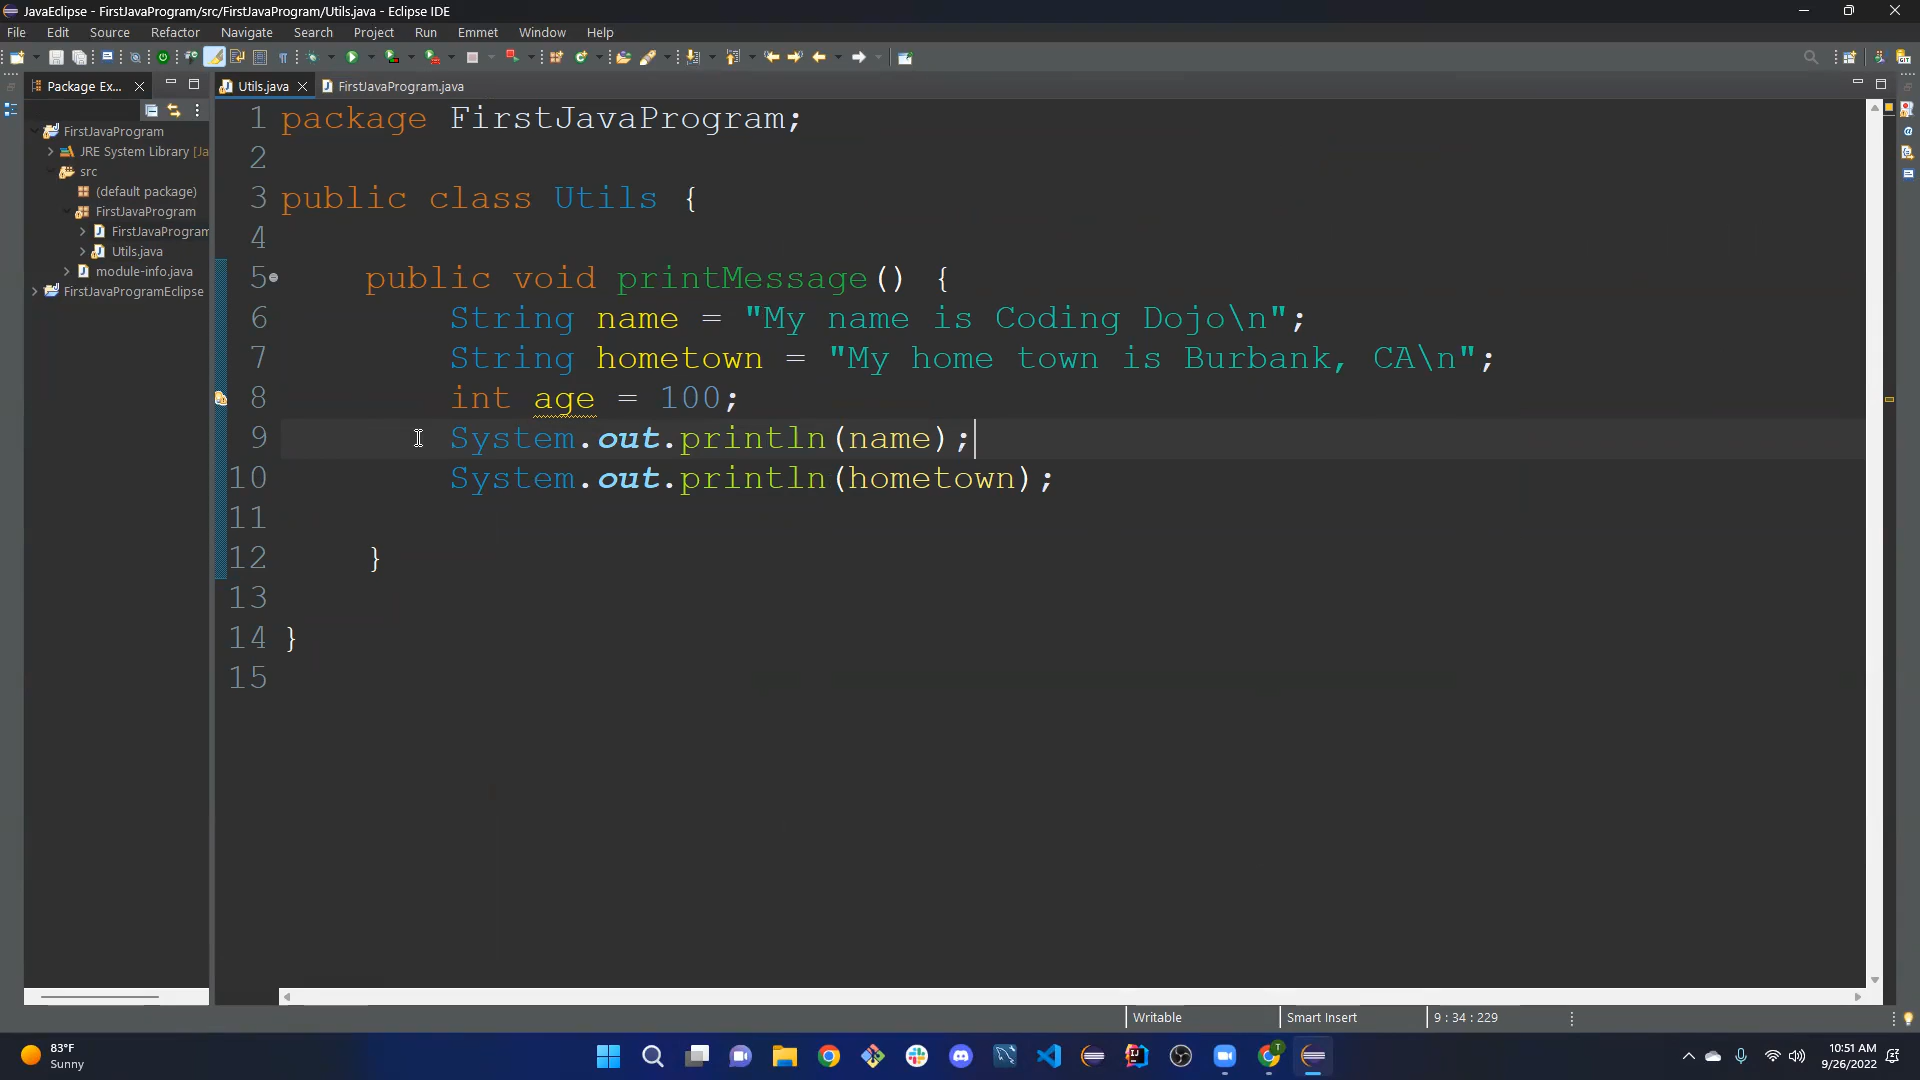 JavaEclipse - FirstJavaProgram/src/FirstJavaProgram/Utils.java - Eclipse IDE
File Edit Source Refactor Navigate Search Project Run Emmet Window Help
Package Ex...
Utils.java
FirstJavaProgram.java
FirstJavaProgram
JRE System Library [Ja
src
(default package)
FirstJavaProgram
FirstJavaProgram
Utils.java
module-info.java
FirstJavaProgramEclipse
1 package FirstJavaProgram;
2
3 public class Utils {
4
5 public void printMessage() {
6 String name = "My name is Coding Dojo\n";
7 String hometown = "My home town is Burbank, CA\n";
8 int age = 100;
9 System.out.println(name);
10 System.out.println(hometown);
11
12 }
13
14 }
15
Writable
Smart Insert
9 : 34 : 229
83°F
Sunny
10:51 AM
9/26/2022